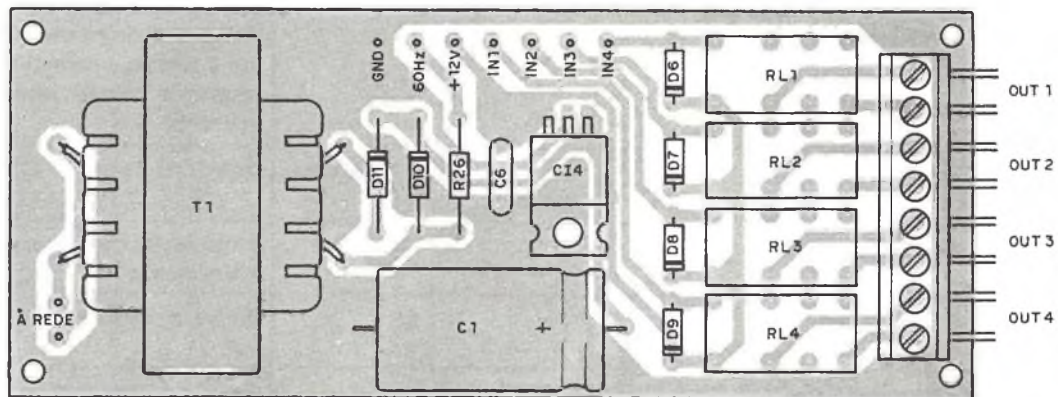 GND
60Hz
+12V
IN1
IN2
IN3
IN4
D6
RL1
OUT 1
D11
D10
R26
C6
CI4
D7
RL2
OUT 2
T1
D8
RL3
OUT 3
À REDE
C1
+
D9
RL4
OUT 4